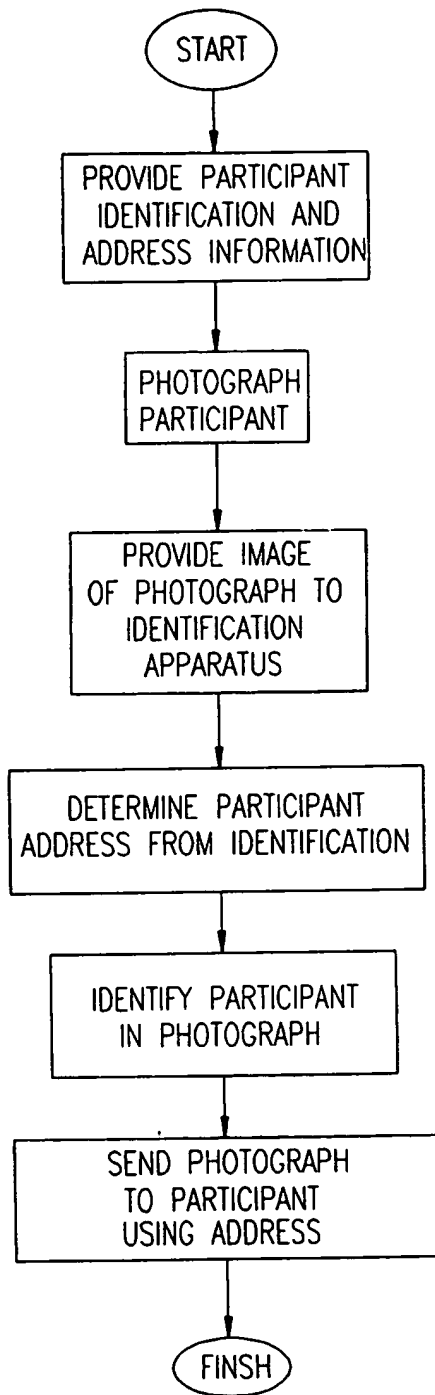 START
PROVIDE PARTICIPANT
IDENTIFICATION AND
ADDRESS INFORMATION
PHOTOGRAPH
PARTICIPANT
PROVIDE IMAGE
OF PHOTOGRAPH TO
IDENTIFICATION
APPARATUS
DETERMINE PARTICIPANT
ADDRESS FROM IDENTIFICATION
IDENTIFY PARTICIPANT
IN PHOTOGRAPH
SEND PHOTOGRAPH
TO PARTICIPANT
USING ADDRESS
FINSH